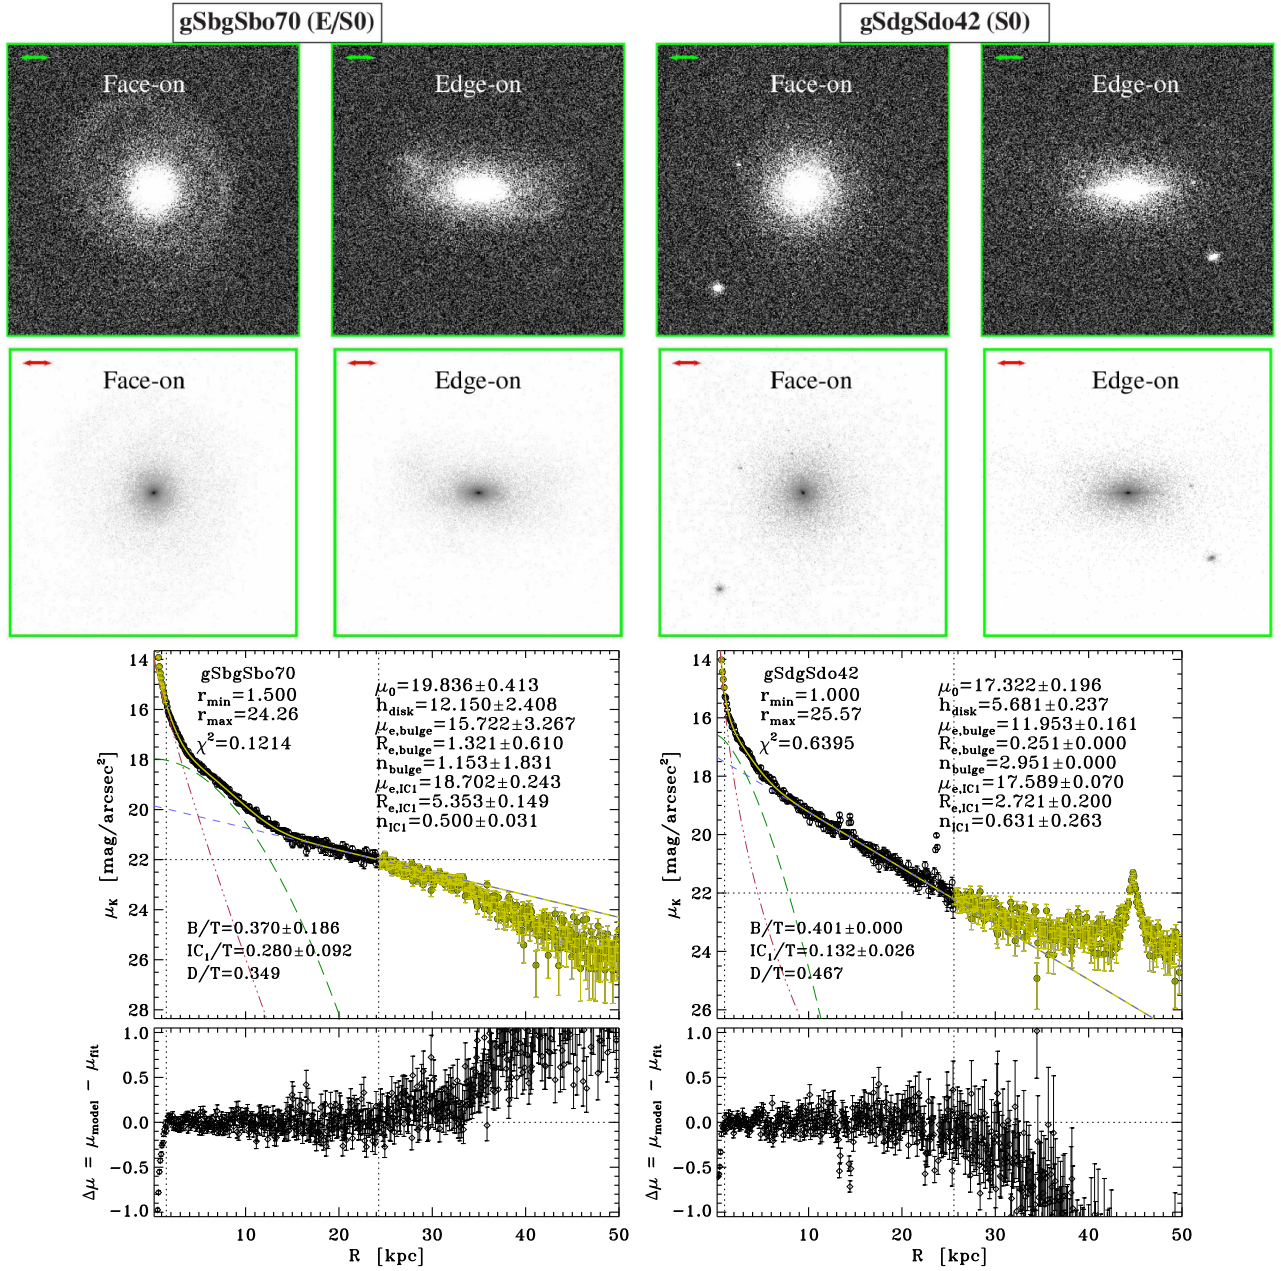 gSbgSbo70 (E/S0)
gSdgSdo42 (S0)
Face-on
Edge-on
Face-on
Edge-on
Face-on
Edge-on
Face-on
Edge-on
gSbgSbo70
r_min=1.500
r_max=24.26
χ²=0.1214
μ₀=19.836±0.413
h_disk=12.150±2.408
μ_e,bulge=15.722±3.267
R_e,bulge=1.321±0.610
n_bulge=1.153±1.831
μ_e,IC1=18.702±0.243
R_e,IC1=5.353±0.149
n_IC1=0.500±0.031
B/T=0.370±0.186
IC₁/T=0.280±0.092
D/T=0.349
μ_K [mag/arcsec²]
14
16
18
20
22
24
26
28
gSdgSdo42
r_min=1.000
r_max=25.57
χ²=0.6395
μ₀=17.322±0.196
h_disk=5.681±0.237
μ_e,bulge=11.953±0.161
R_e,bulge=0.251±0.000
n_bulge=2.951±0.000
μ_e,IC1=17.589±0.070
R_e,IC1=2.721±0.200
n_IC1=0.631±0.263
B/T=0.401±0.000
IC₁/T=0.132±0.026
D/T=0.467
μ_K [mag/arcsec²]
14
16
18
20
22
24
26
Δμ = μ_model − μ_fit
1.0
0.5
0.0
−0.5
−1.0
0 10 20 30 40 50
R [kpc]
Δμ = μ_model − μ_fit
1.0
0.5
0.0
−0.5
−1.0
0 10 20 30 40 50
R [kpc]